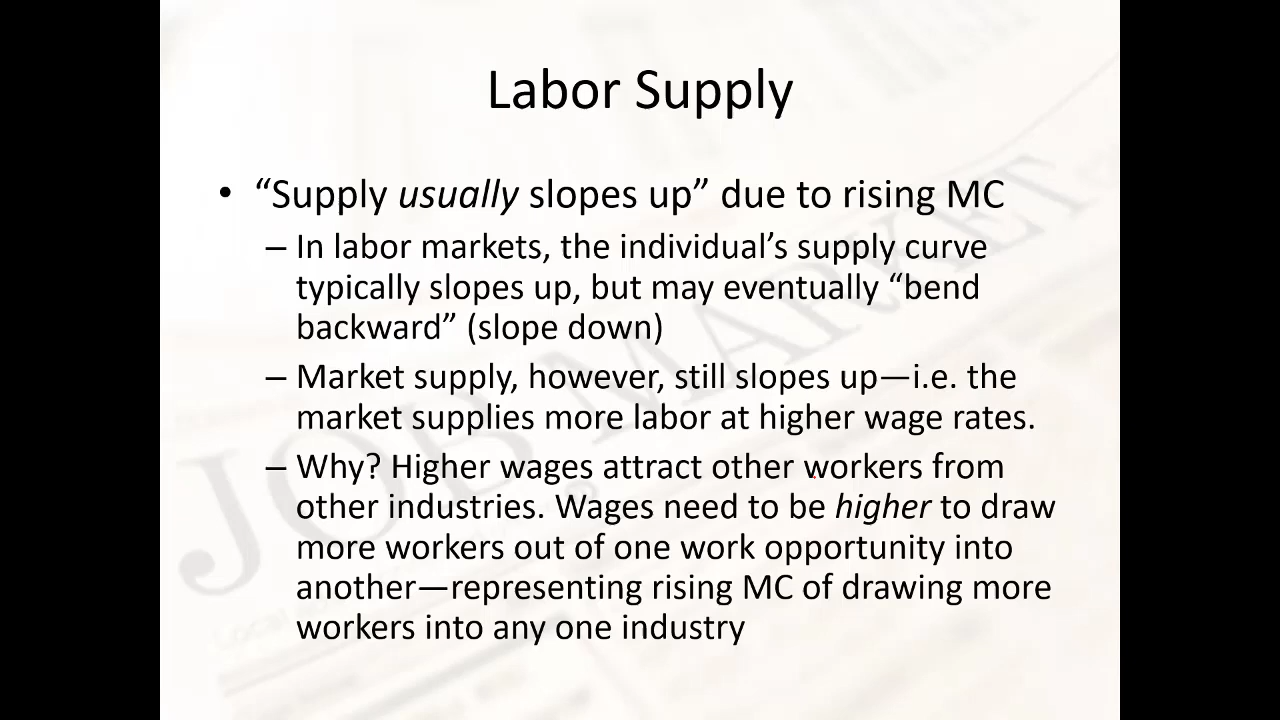 Labor Supply
• “Supply usually slopes up” due to rising MC
– In labor markets, the individual’s supply curve
typically slopes up, but may eventually “bend
backward” (slope down)
– Market supply, however, still slopes up—i.e. the
market supplies more labor at higher wage rates.
– Why? Higher wages attract other workers from
other industries. Wages need to be higher to draw
more workers out of one work opportunity into
another—representing rising MC of drawing more
workers into any one industry
JOB MARKET